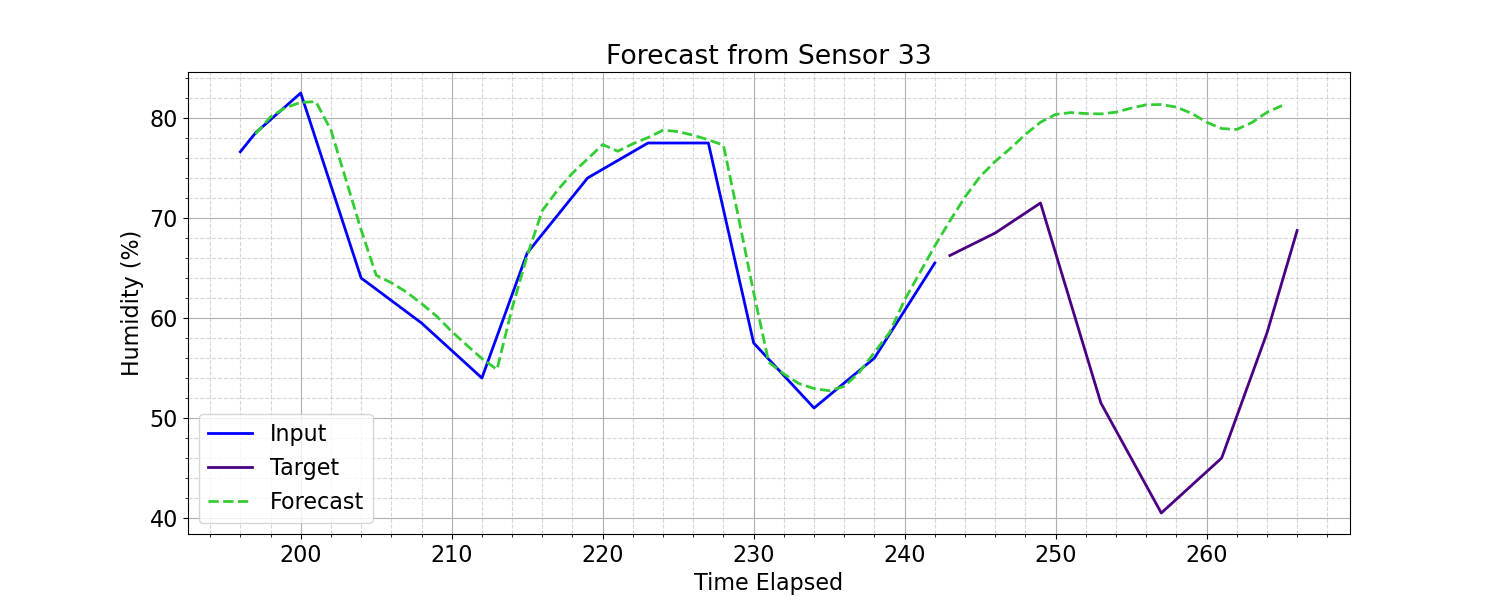 Forecast from Sensor 33
Humidity (%)
80
70
60
50
40
Input
Target
Forecast
200 210 220 230 240 250 260
Time Elapsed